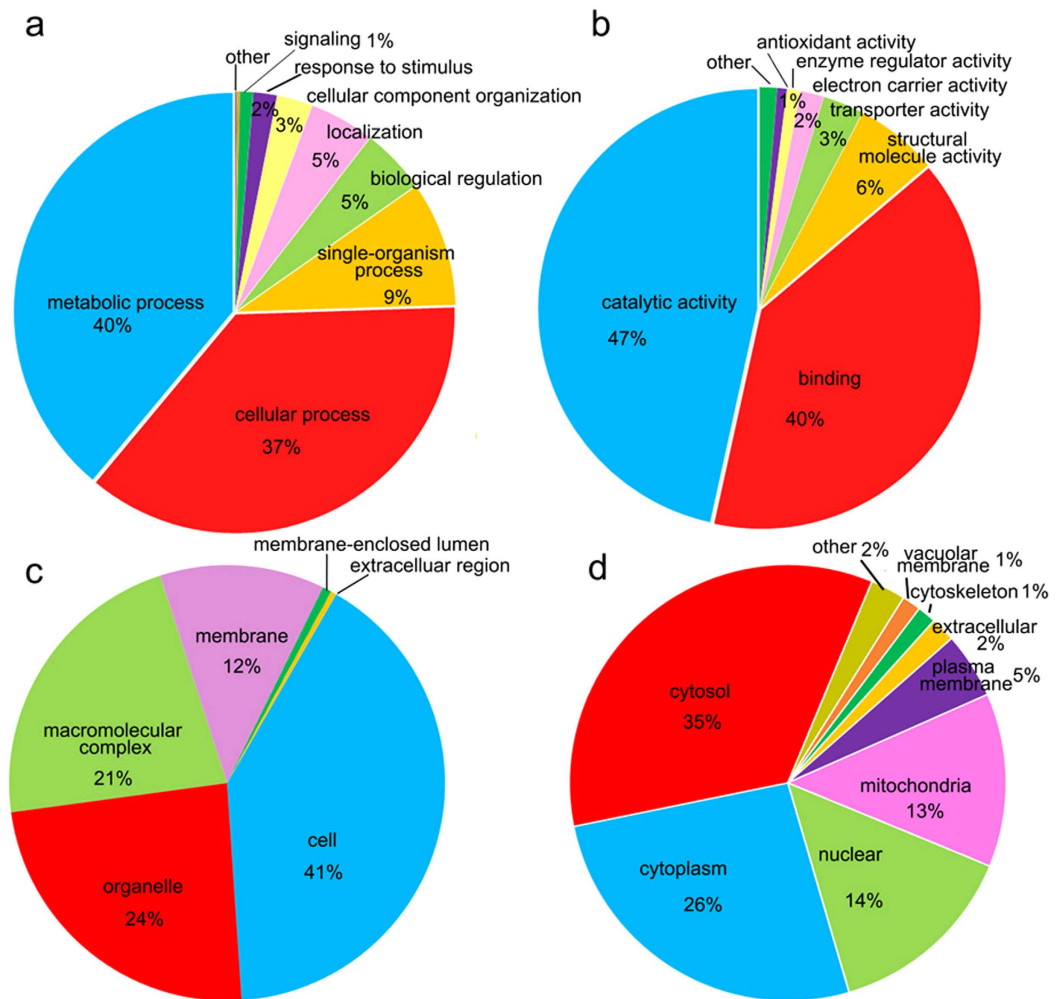 a
signaling 1%
other
response to stimulus
2%
cellular component organization
3%
localization
5%
biological regulation
5%
single-organism
process
9%
metabolic process
40%
cellular process
37%
b
antioxidant activity
other
enzyme regulator activity
1%
electron carrier activity
2%
transporter activity
3%
structural
molecule activity
6%
catalytic activity
47%
binding
40%
c
membrane-enclosed lumen
extracelluar region
membrane
12%
macromolecular
complex
21%
cell
41%
organelle
24%
d
other 2%
vacuolar
membrane 1%
cytoskeleton 1%
extracellular
2%
plasma
membrane 5%
cytosol
35%
mitochondria
13%
nuclear
14%
cytoplasm
26%